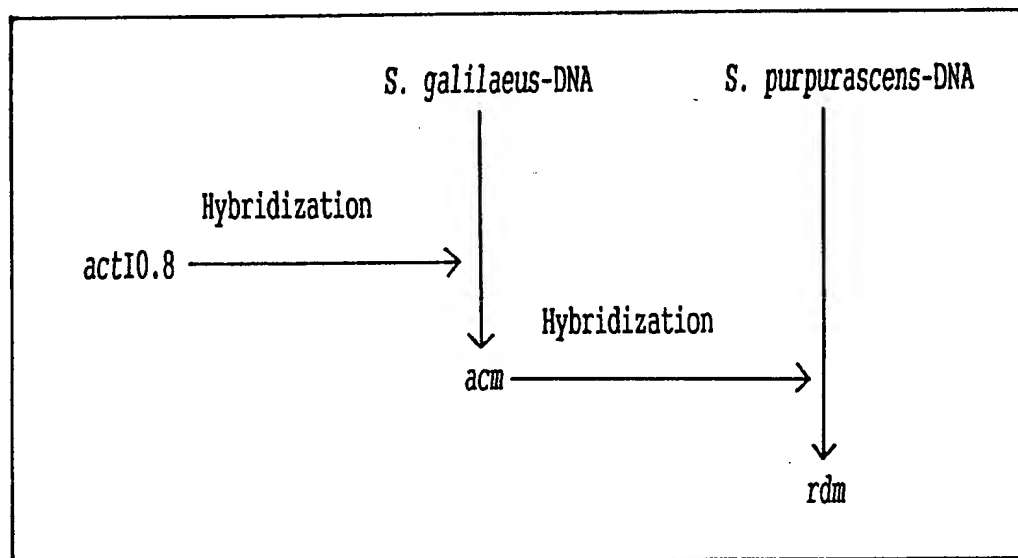 S. galilaeus-DNA
S. purpurascens-DNA
Hybridization
actI0.8
Hybridization
acm
rdm